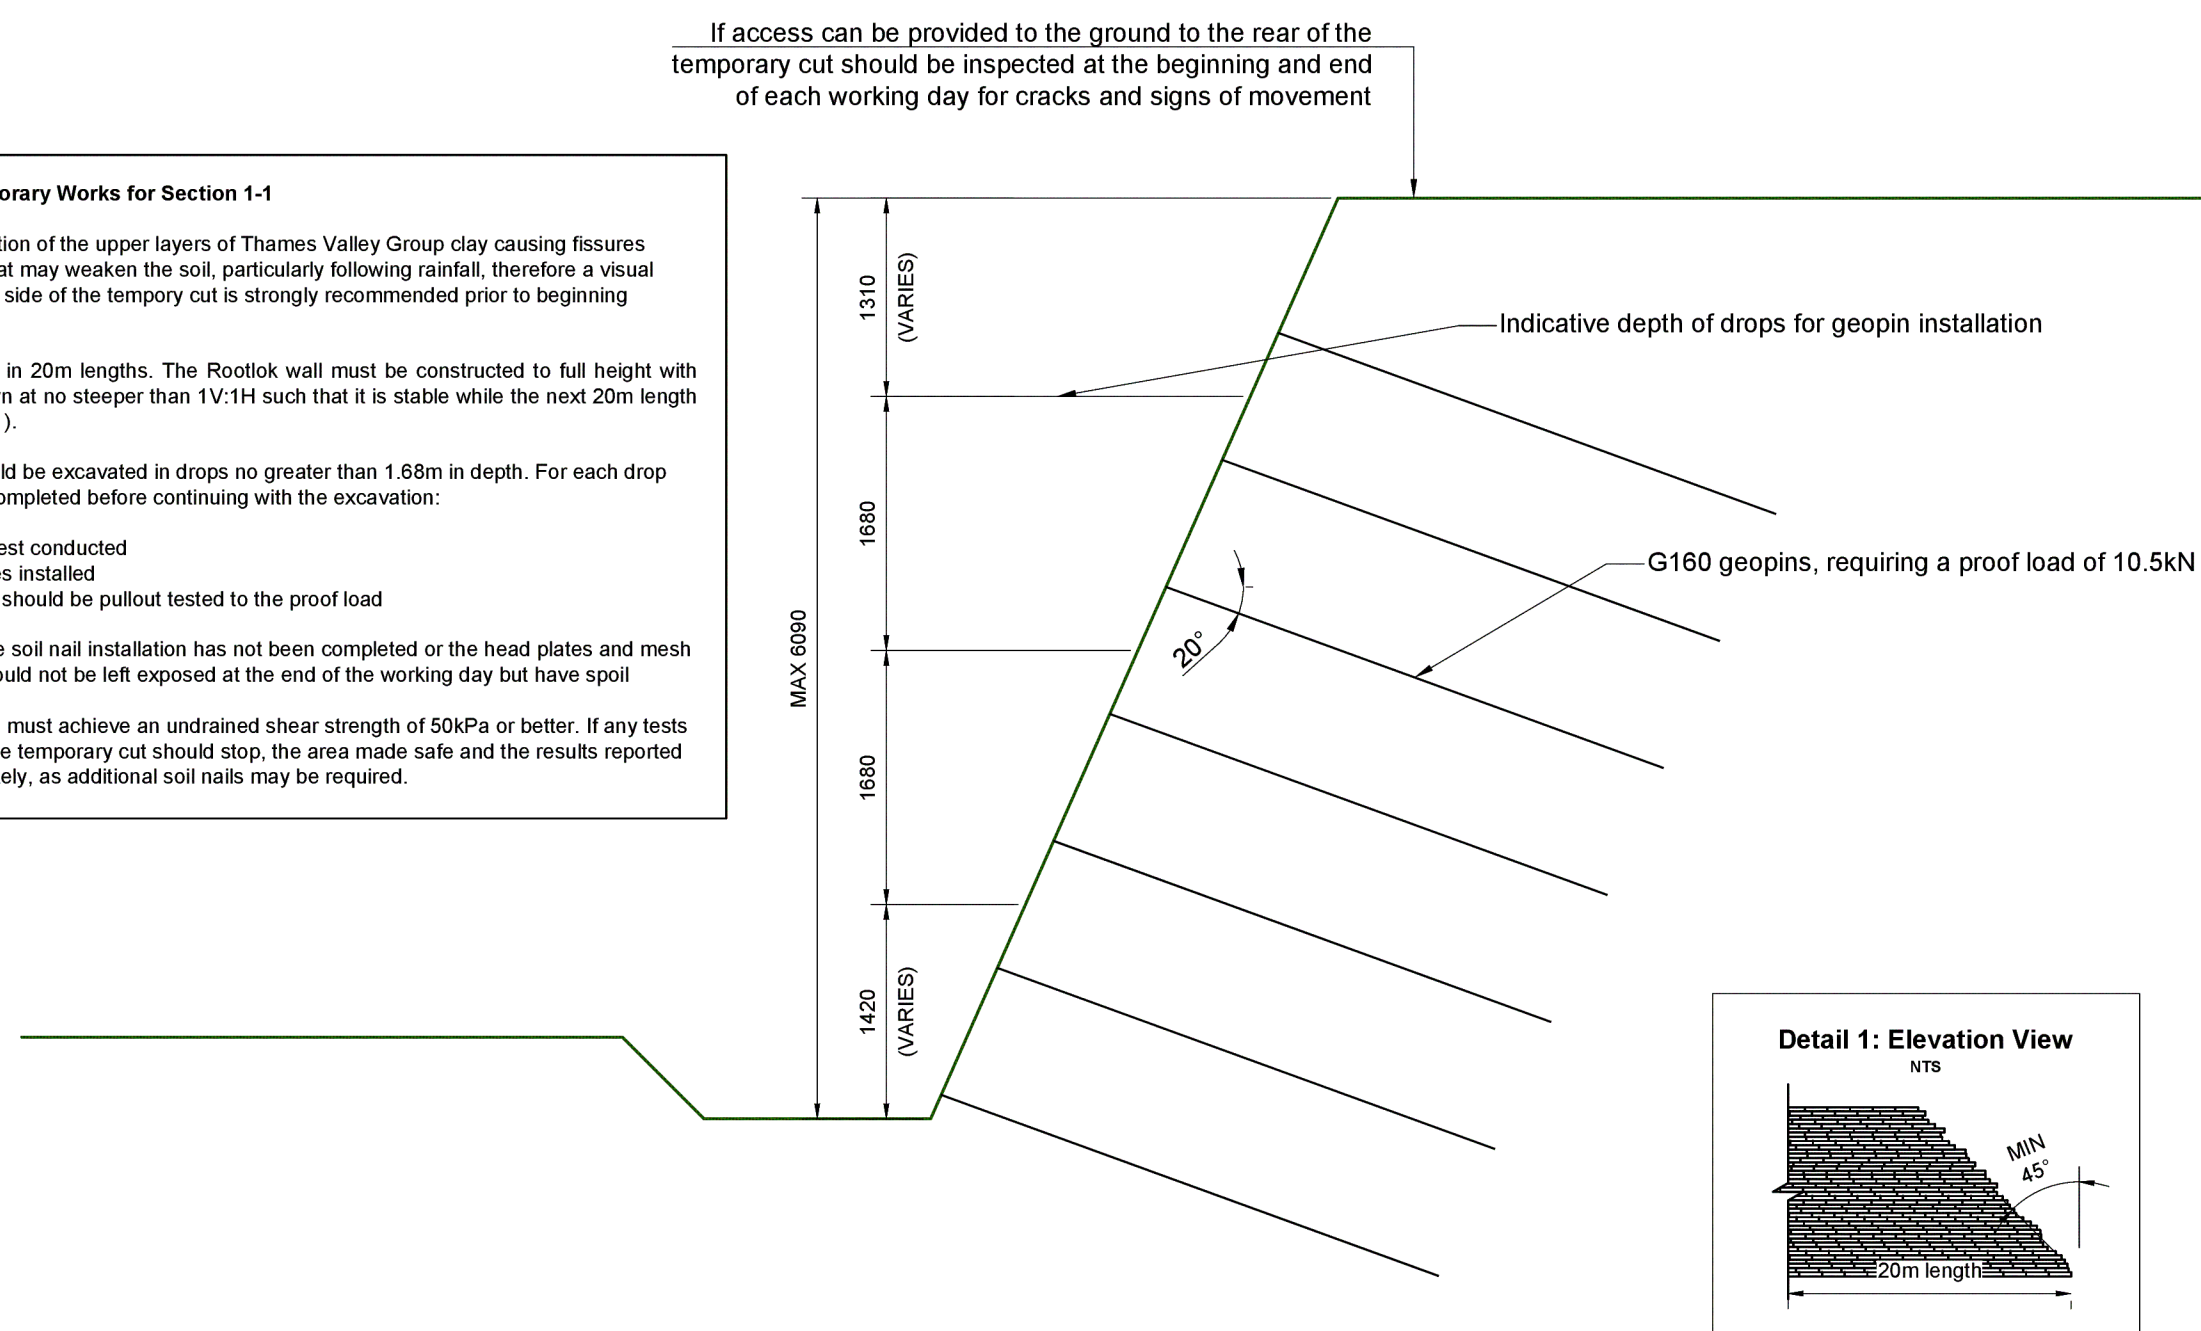 If access can be provided to the ground to the rear of the
temporary cut should be inspected at the beginning and end
of each working day for cracks and signs of movement
orary Works for Section 1-1
tion of the upper layers of Thames Valley Group clay causing fissures
at may weaken the soil, particularly following rainfall, therefore a visual
side of the tempory cut is strongly recommended prior to beginning
in 20m lengths. The Rootlok wall must be constructed to full height with
n at no steeper than 1V:1H such that it is stable while the next 20m length
).
ld be excavated in drops no greater than 1.68m in depth. For each drop
ompleted before continuing with the excavation:
est conducted
s installed
should be pullout tested to the proof load
e soil nail installation has not been completed or the head plates and mesh
ould not be left exposed at the end of the working day but have spoil
must achieve an undrained shear strength of 50kPa or better. If any tests
e temporary cut should stop, the area made safe and the results reported
ely, as additional soil nails may be required.
MAX 6090
1310
(VARIES)
1680
1680
1420
(VARIES)
Indicative depth of drops for geopin installation
20°
G160 geopins, requiring a proof load of 10.5kN
Detail 1: Elevation View
NTS
MIN
45°
20m length